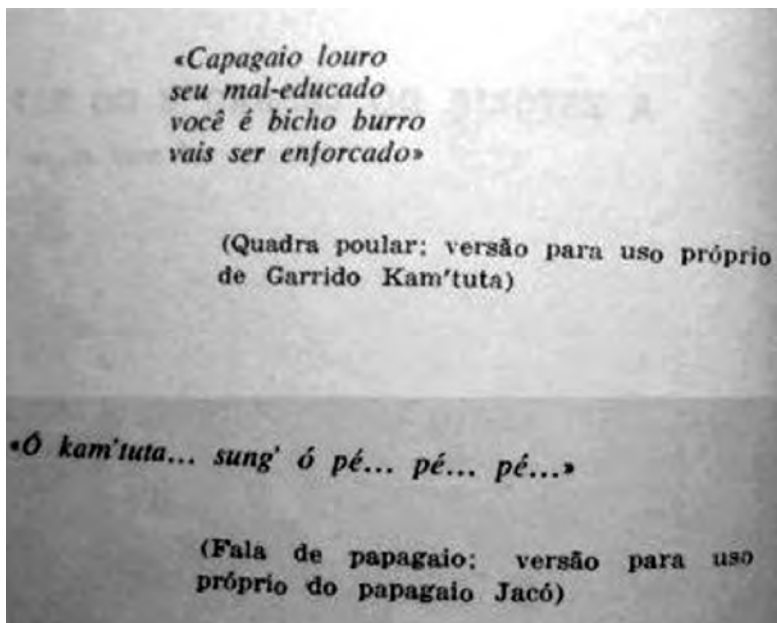 «Capagaio louro
seu mal-educado
você é bicho burro
vais ser enforcado»
(Quadra poular: versão para uso próprio
de Garrido Kam'tuta)
«Ó kam'tuta... sung' ó pé... pé... pé...»
(Fala de papagaio: versão para uso
próprio do papagaio Jacó)